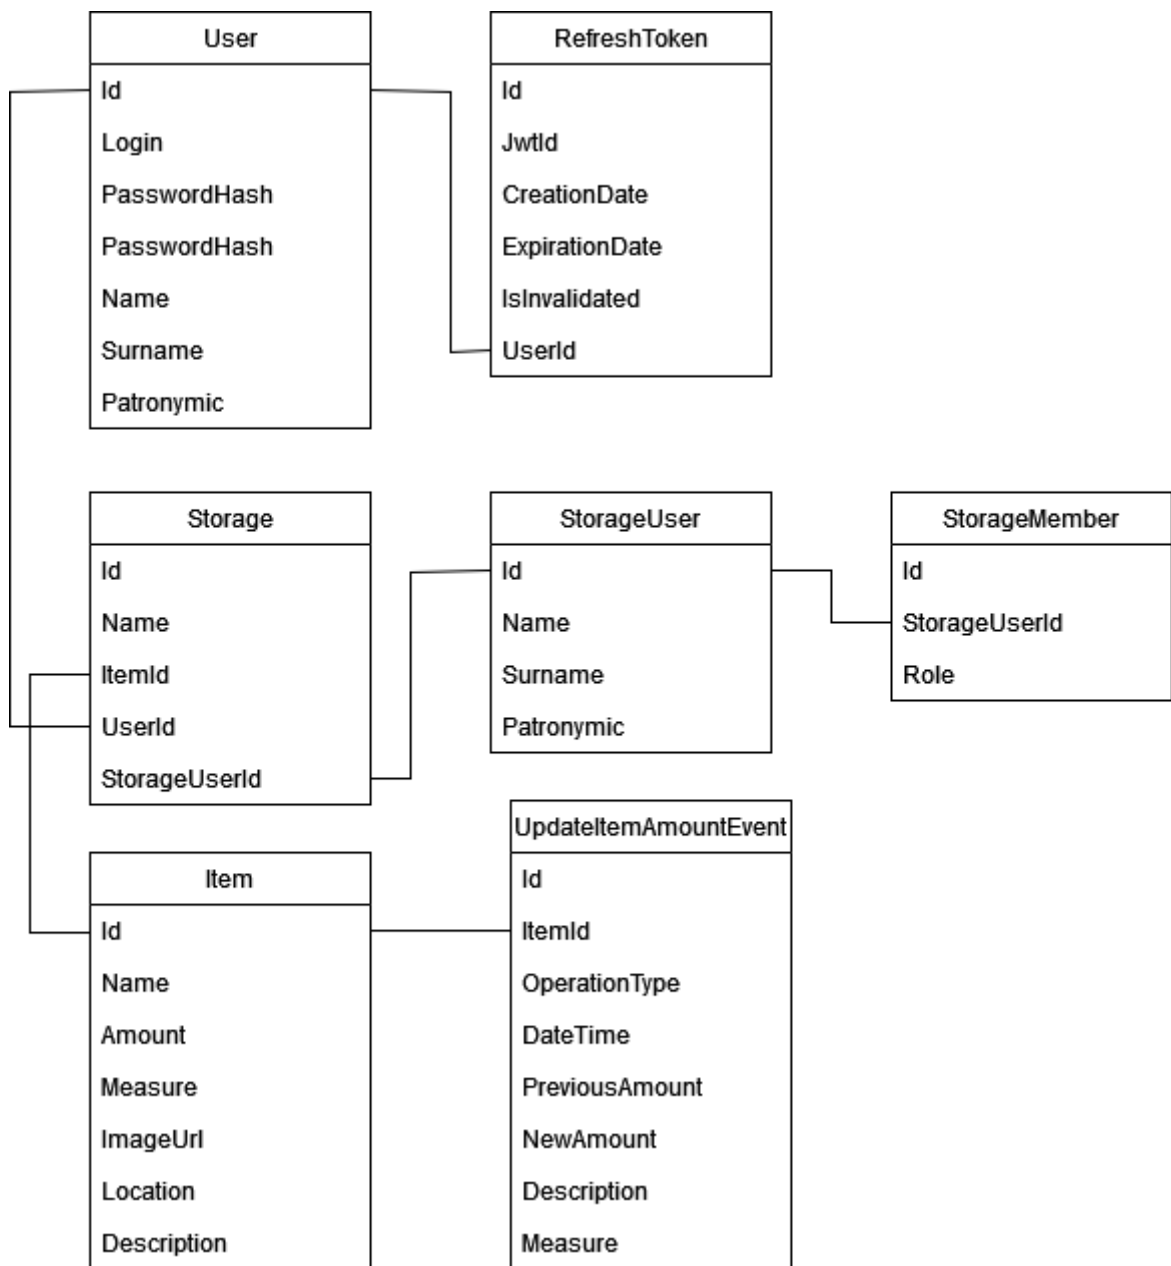 User
Id
Login
PasswordHash
PasswordHash
Name
Surname
Patronymic
RefreshToken
Id
JwtId
CreationDate
ExpirationDate
IsInvalidated
UserId
Storage
Id
Name
ItemId
UserId
StorageUserId
StorageUser
Id
Name
Surname
Patronymic
StorageMember
Id
StorageUserId
Role
Item
Id
Name
Amount
Measure
ImageUrl
Location
Description
UpdateItemAmountEvent
Id
ItemId
OperationType
DateTime
PreviousAmount
NewAmount
Description
Measure